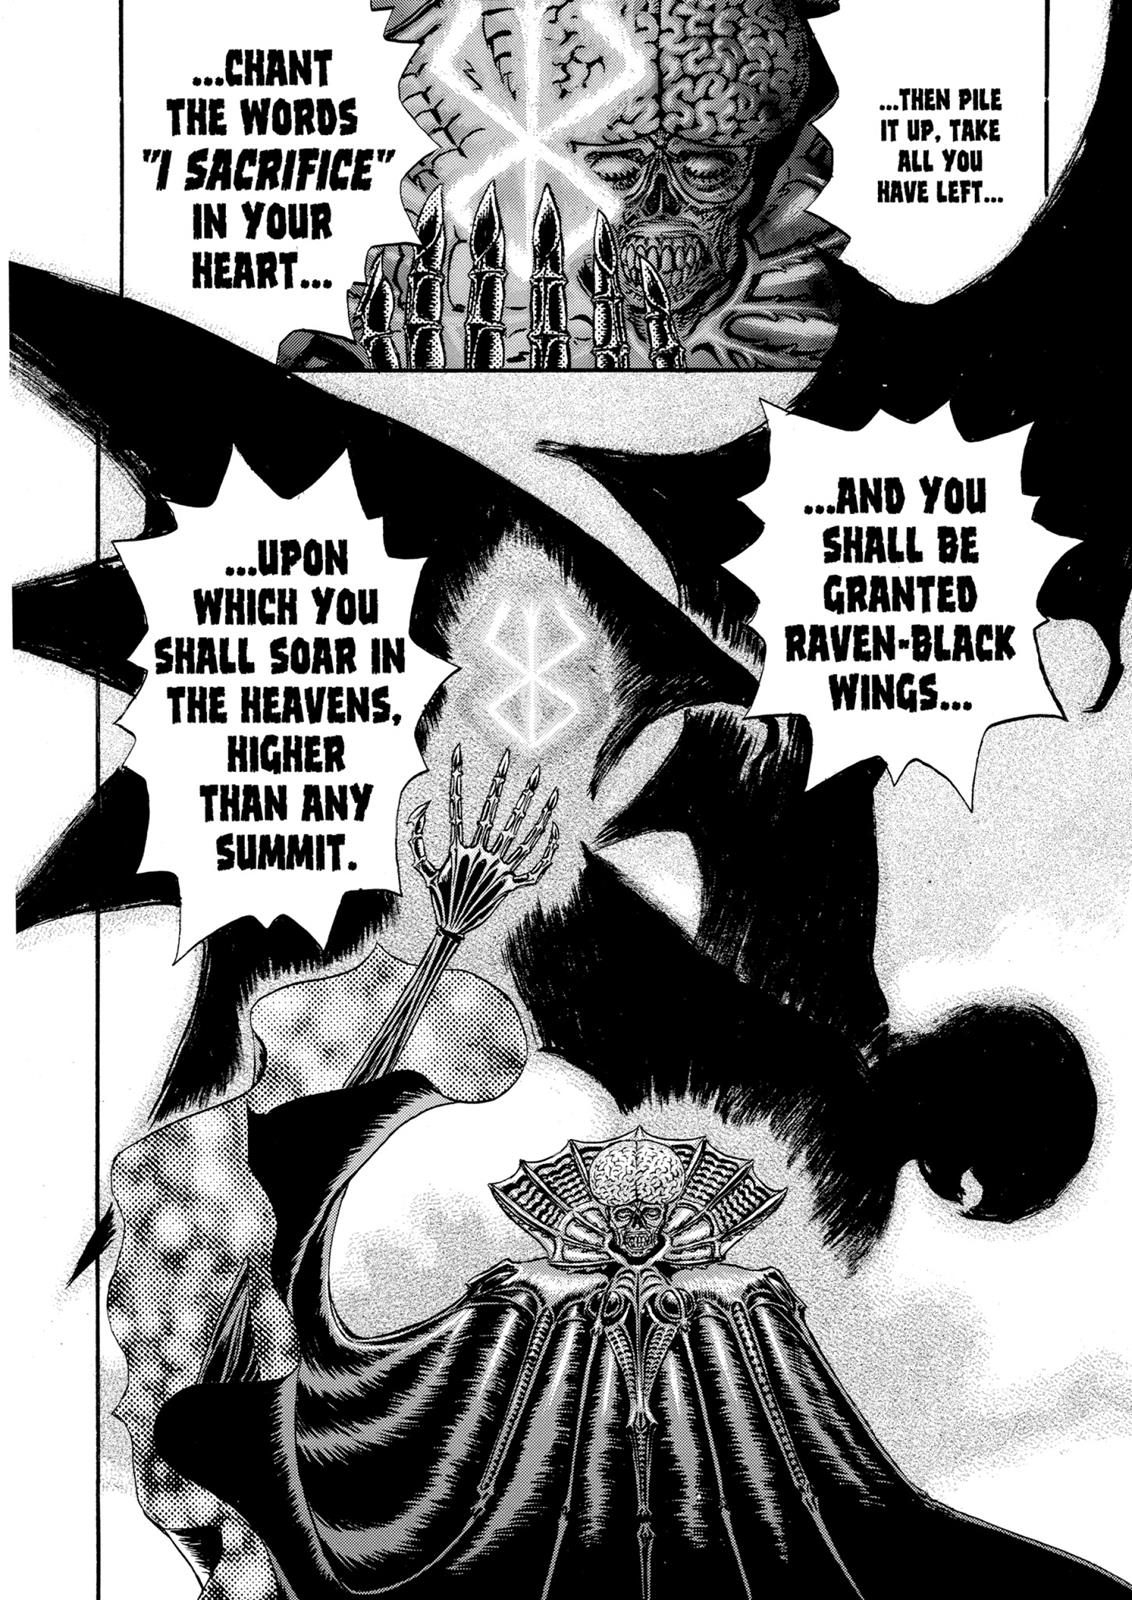 ...THEN PILE
IT UP, TAKE
ALL YOU
HAVE LEFT...
...CHANT
THE WORDS
"I SACRIFICE"
IN YOUR
HEART...
...AND YOU
SHALL BE
GRANTED
RAVEN-BLACK
WINGS...
...UPON
WHICH YOU
SHALL SOAR IN
THE HEAVENS,
HIGHER
THAN ANY
SUMMIT.